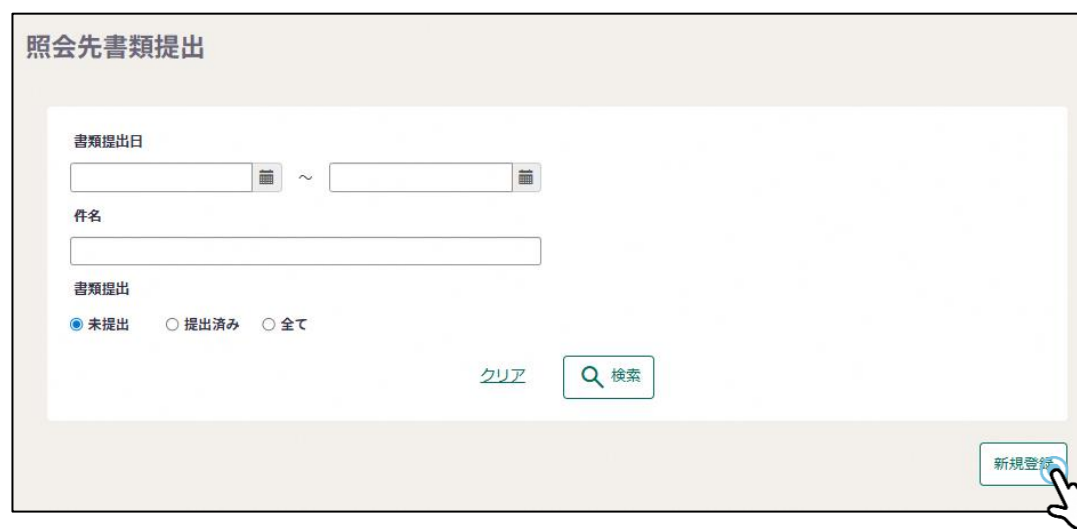 照会先書類提出
書類提出日
～
件名
書類提出
未提出 提出済み 全て
クリア 検索
新規登録